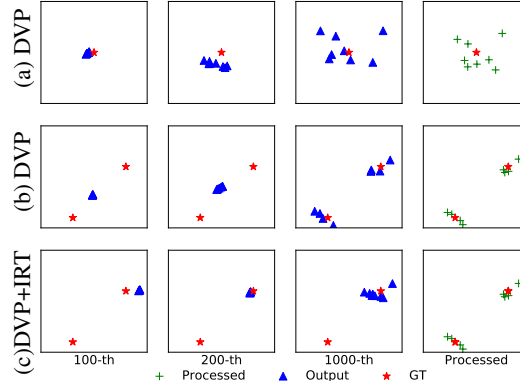 (a) DVP
(b) DVP
(c)DVP+IRT
100-th 200-th 1000-th Processed
Processed Output GT